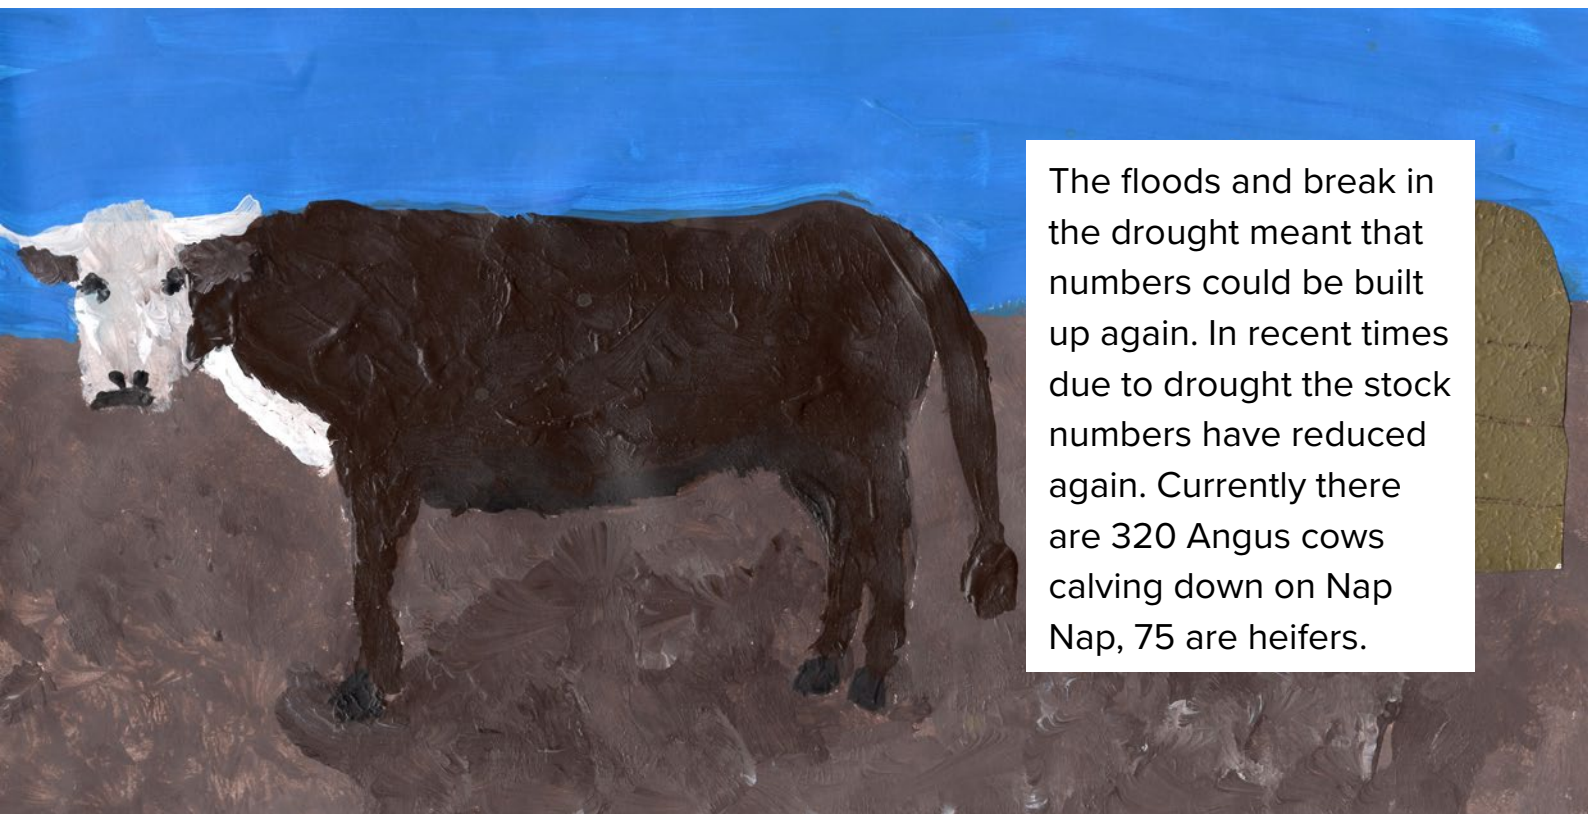 The floods and break in
the drought meant that
numbers could be built
up again. In recent times
due to drought the stock
numbers have reduced
again. Currently there
are 320 Angus cows
calving down on Nap
Nap, 75 are heifers.